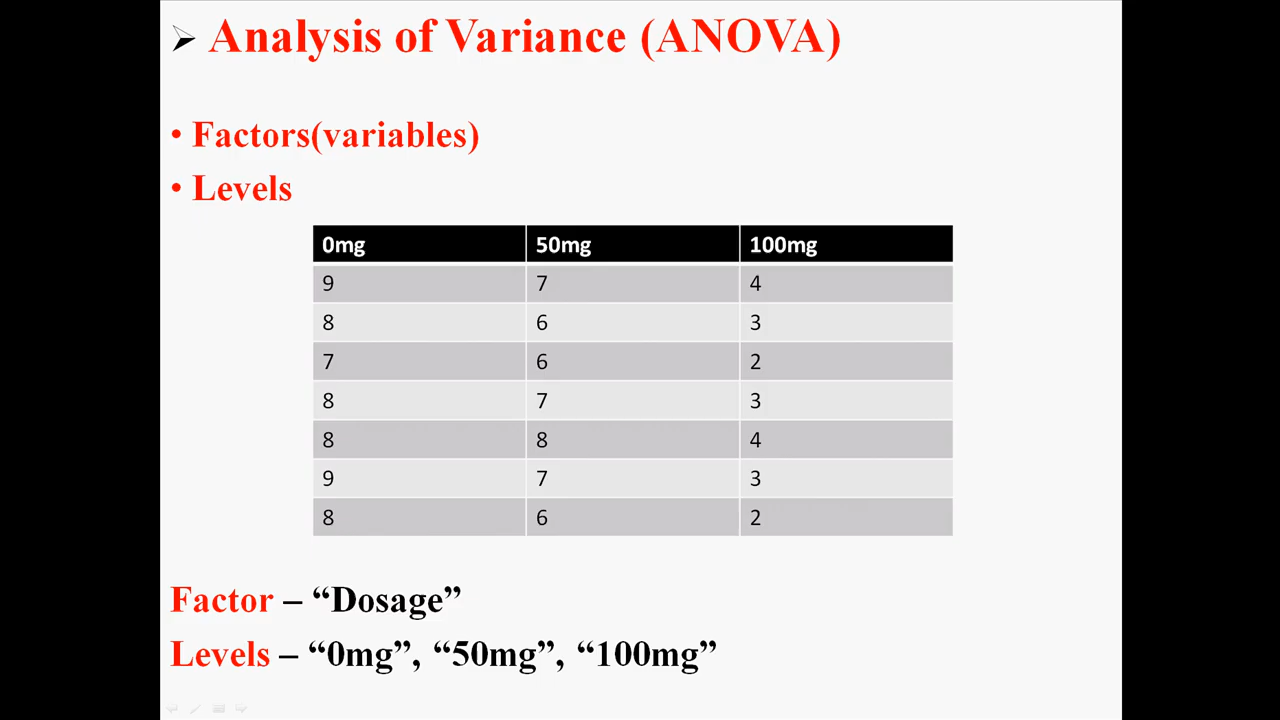 Analysis of Variance (ANOVA)
• Factors(variables)
• Levels
0mg 50mg 100mg
9 7 4
8 6 3
7 6 2
8 7 3
8 8 4
9 7 3
8 6 2
Factor – “Dosage”
Levels – “0mg”, “50mg”, “100mg”